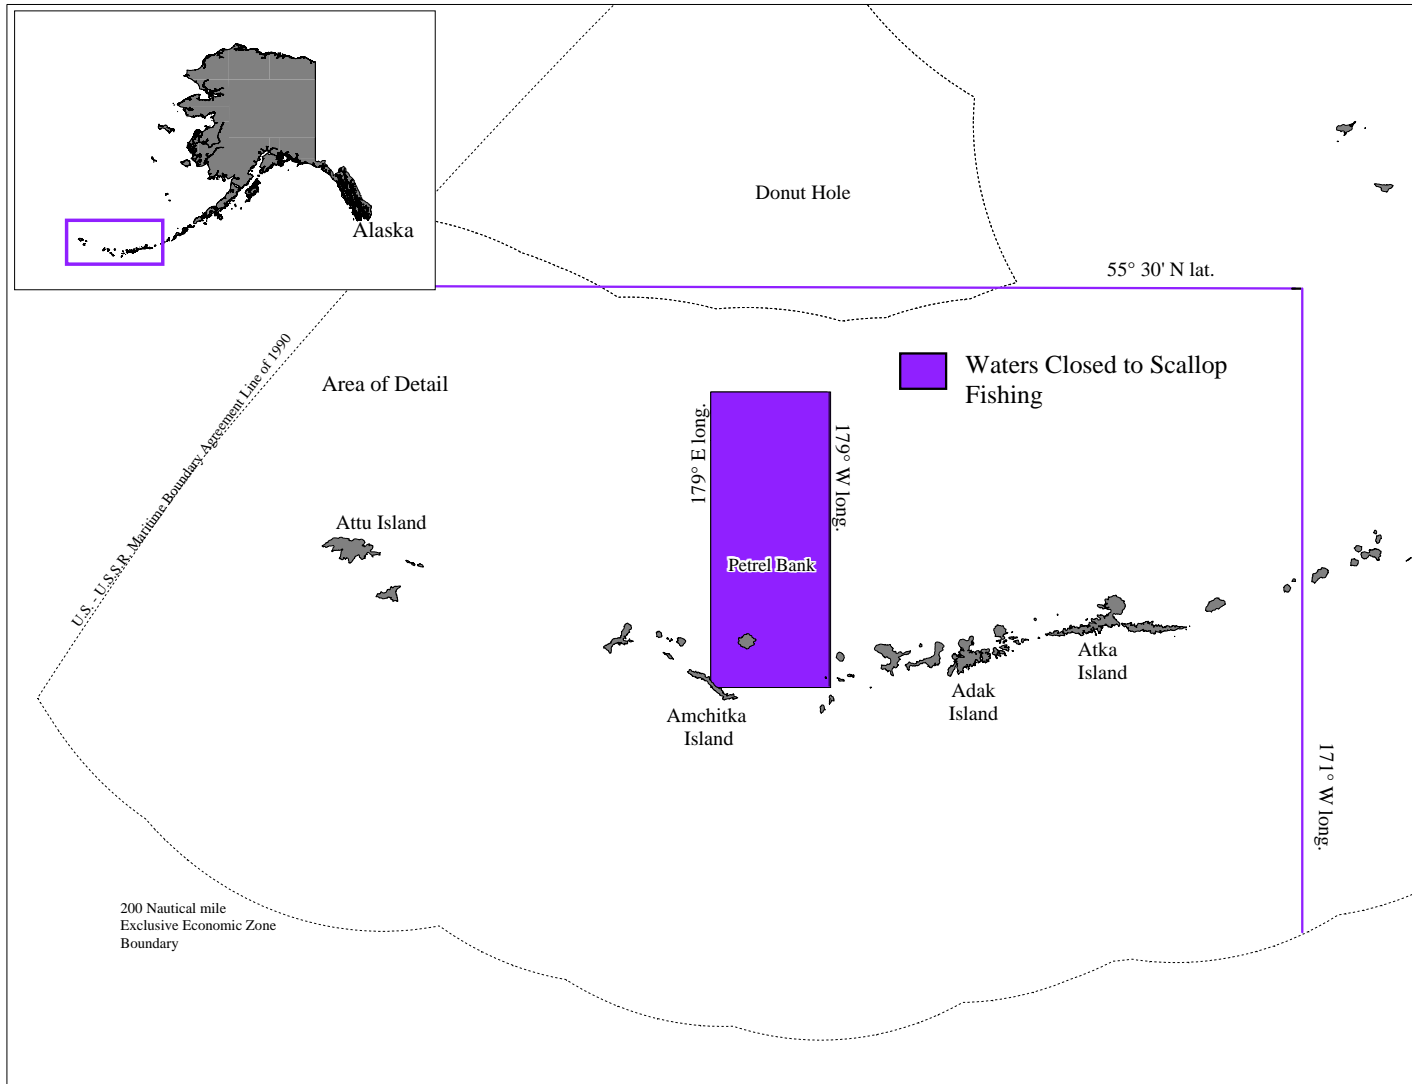 Alaska
Donut Hole
55° 30' N lat.
U.S. - U.S.S.R. Maritime Boundary Agreement Line of 1990
Area of Detail
Waters Closed to Scallop
Fishing
179° E long.
179° W long.
Attu Island
Petrel Bank
Atka
Island
Adak
Island
Amchitka
Island
171° W long.
200 Nautical mile
Exclusive Economic Zone
Boundary